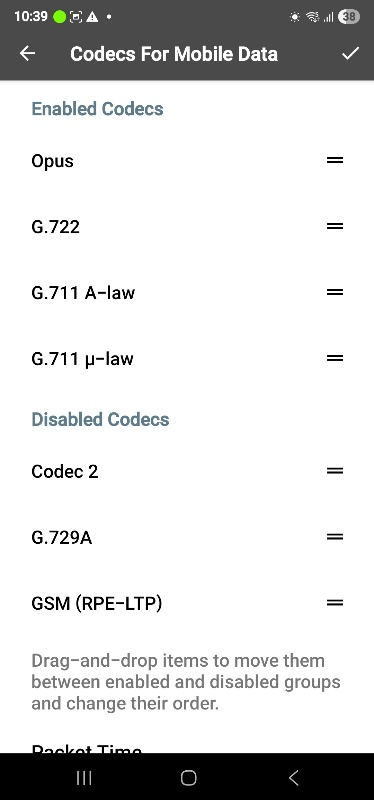 10:39
38
Codecs For Mobile Data
Enabled Codecs
Opus
G.722
G.711 A-law
G.711 µ-law
Disabled Codecs
Codec 2
G.729A
GSM (RPE-LTP)
Drag-and-drop items to move them
between enabled and disabled groups
and change their order.
Packet Time